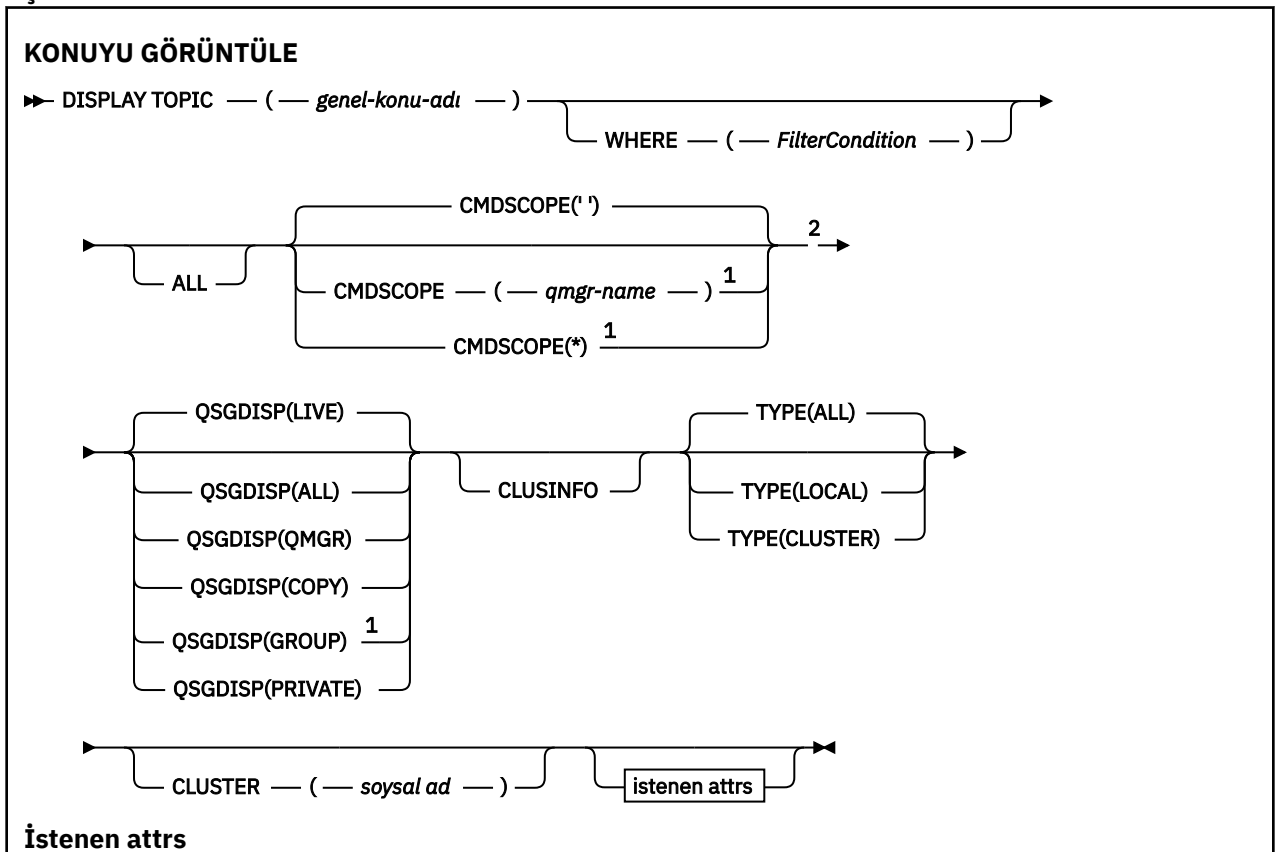 KONUYU GÖRÜNTÜLE
DISPLAY TOPIC ( genel-konu-adı )
WHERE ( FilterCondition )
CMDSCOPE(' ')
2
ALL
CMDSCOPE ( qmgr-name ) 1
CMDSCOPE(*) 1
QSGDISP(LIVE)
TYPE(ALL)
QSGDISP(ALL)
CLUSINFO
TYPE(LOCAL)
QSGDISP(QMGR)
TYPE(CLUSTER)
QSGDISP(COPY)
QSGDISP(GROUP) 1
QSGDISP(PRIVATE)
CLUSTER ( soysal ad )
istenen attrs
İstenen attrs